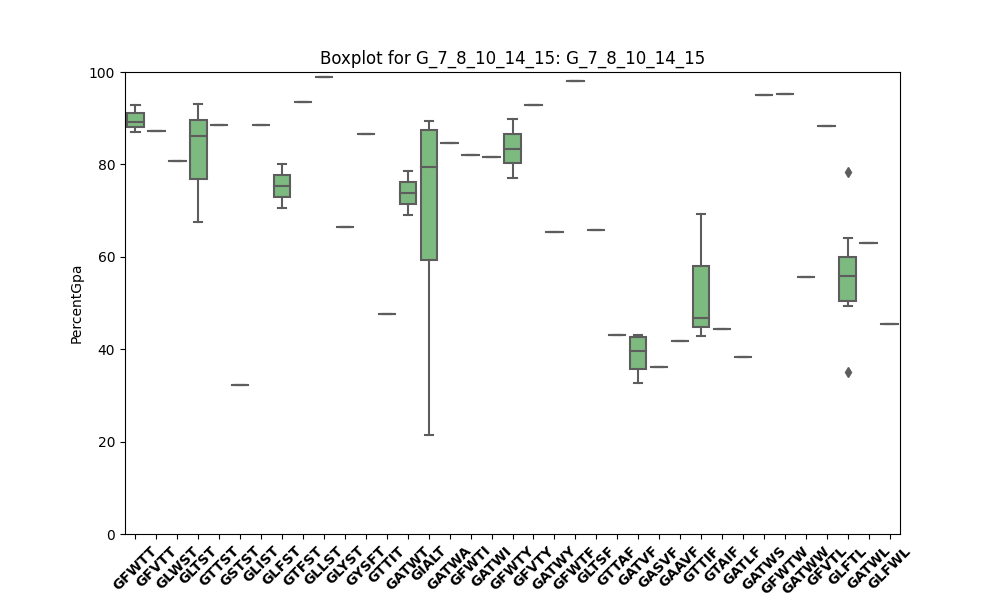 Boxplot for G_7_8_10_14_15: G_7_8_10_14_15
PercentGpa
100
80
60
40
20
0
GFWTT
GFVTT
GLWST
GLTST
GTTST
GSTST
GLIST
GLFST
GTFST
GLLST
GLYST
GYSFT
GTTIT
GATWT
GIALT
GATWA
GFWTI
GATWI
GFWTY
GFVTY
GATWY
GFWTF
GLTSF
GTTAF
GATVF
GASVF
GAAVF
GTTIF
GTAIF
GATLF
GATWS
GFWTW
GATWW
GFVTL
GLFTL
GATWL
GLFWL